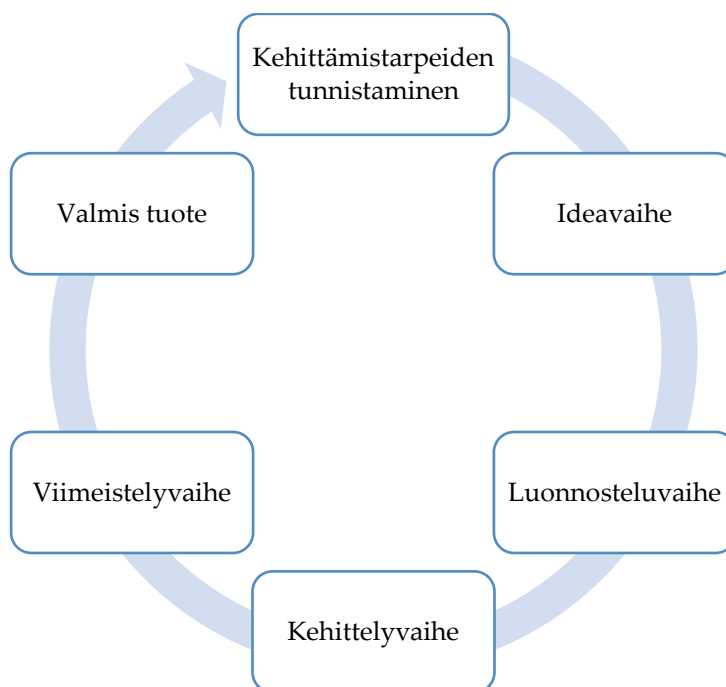 Kehittämistarpeiden
tunnistaminen
Ideavaihe
Luonnosteluvaihe
Kehittelyvaihe
Viimeistelyvaihe
Valmis tuote